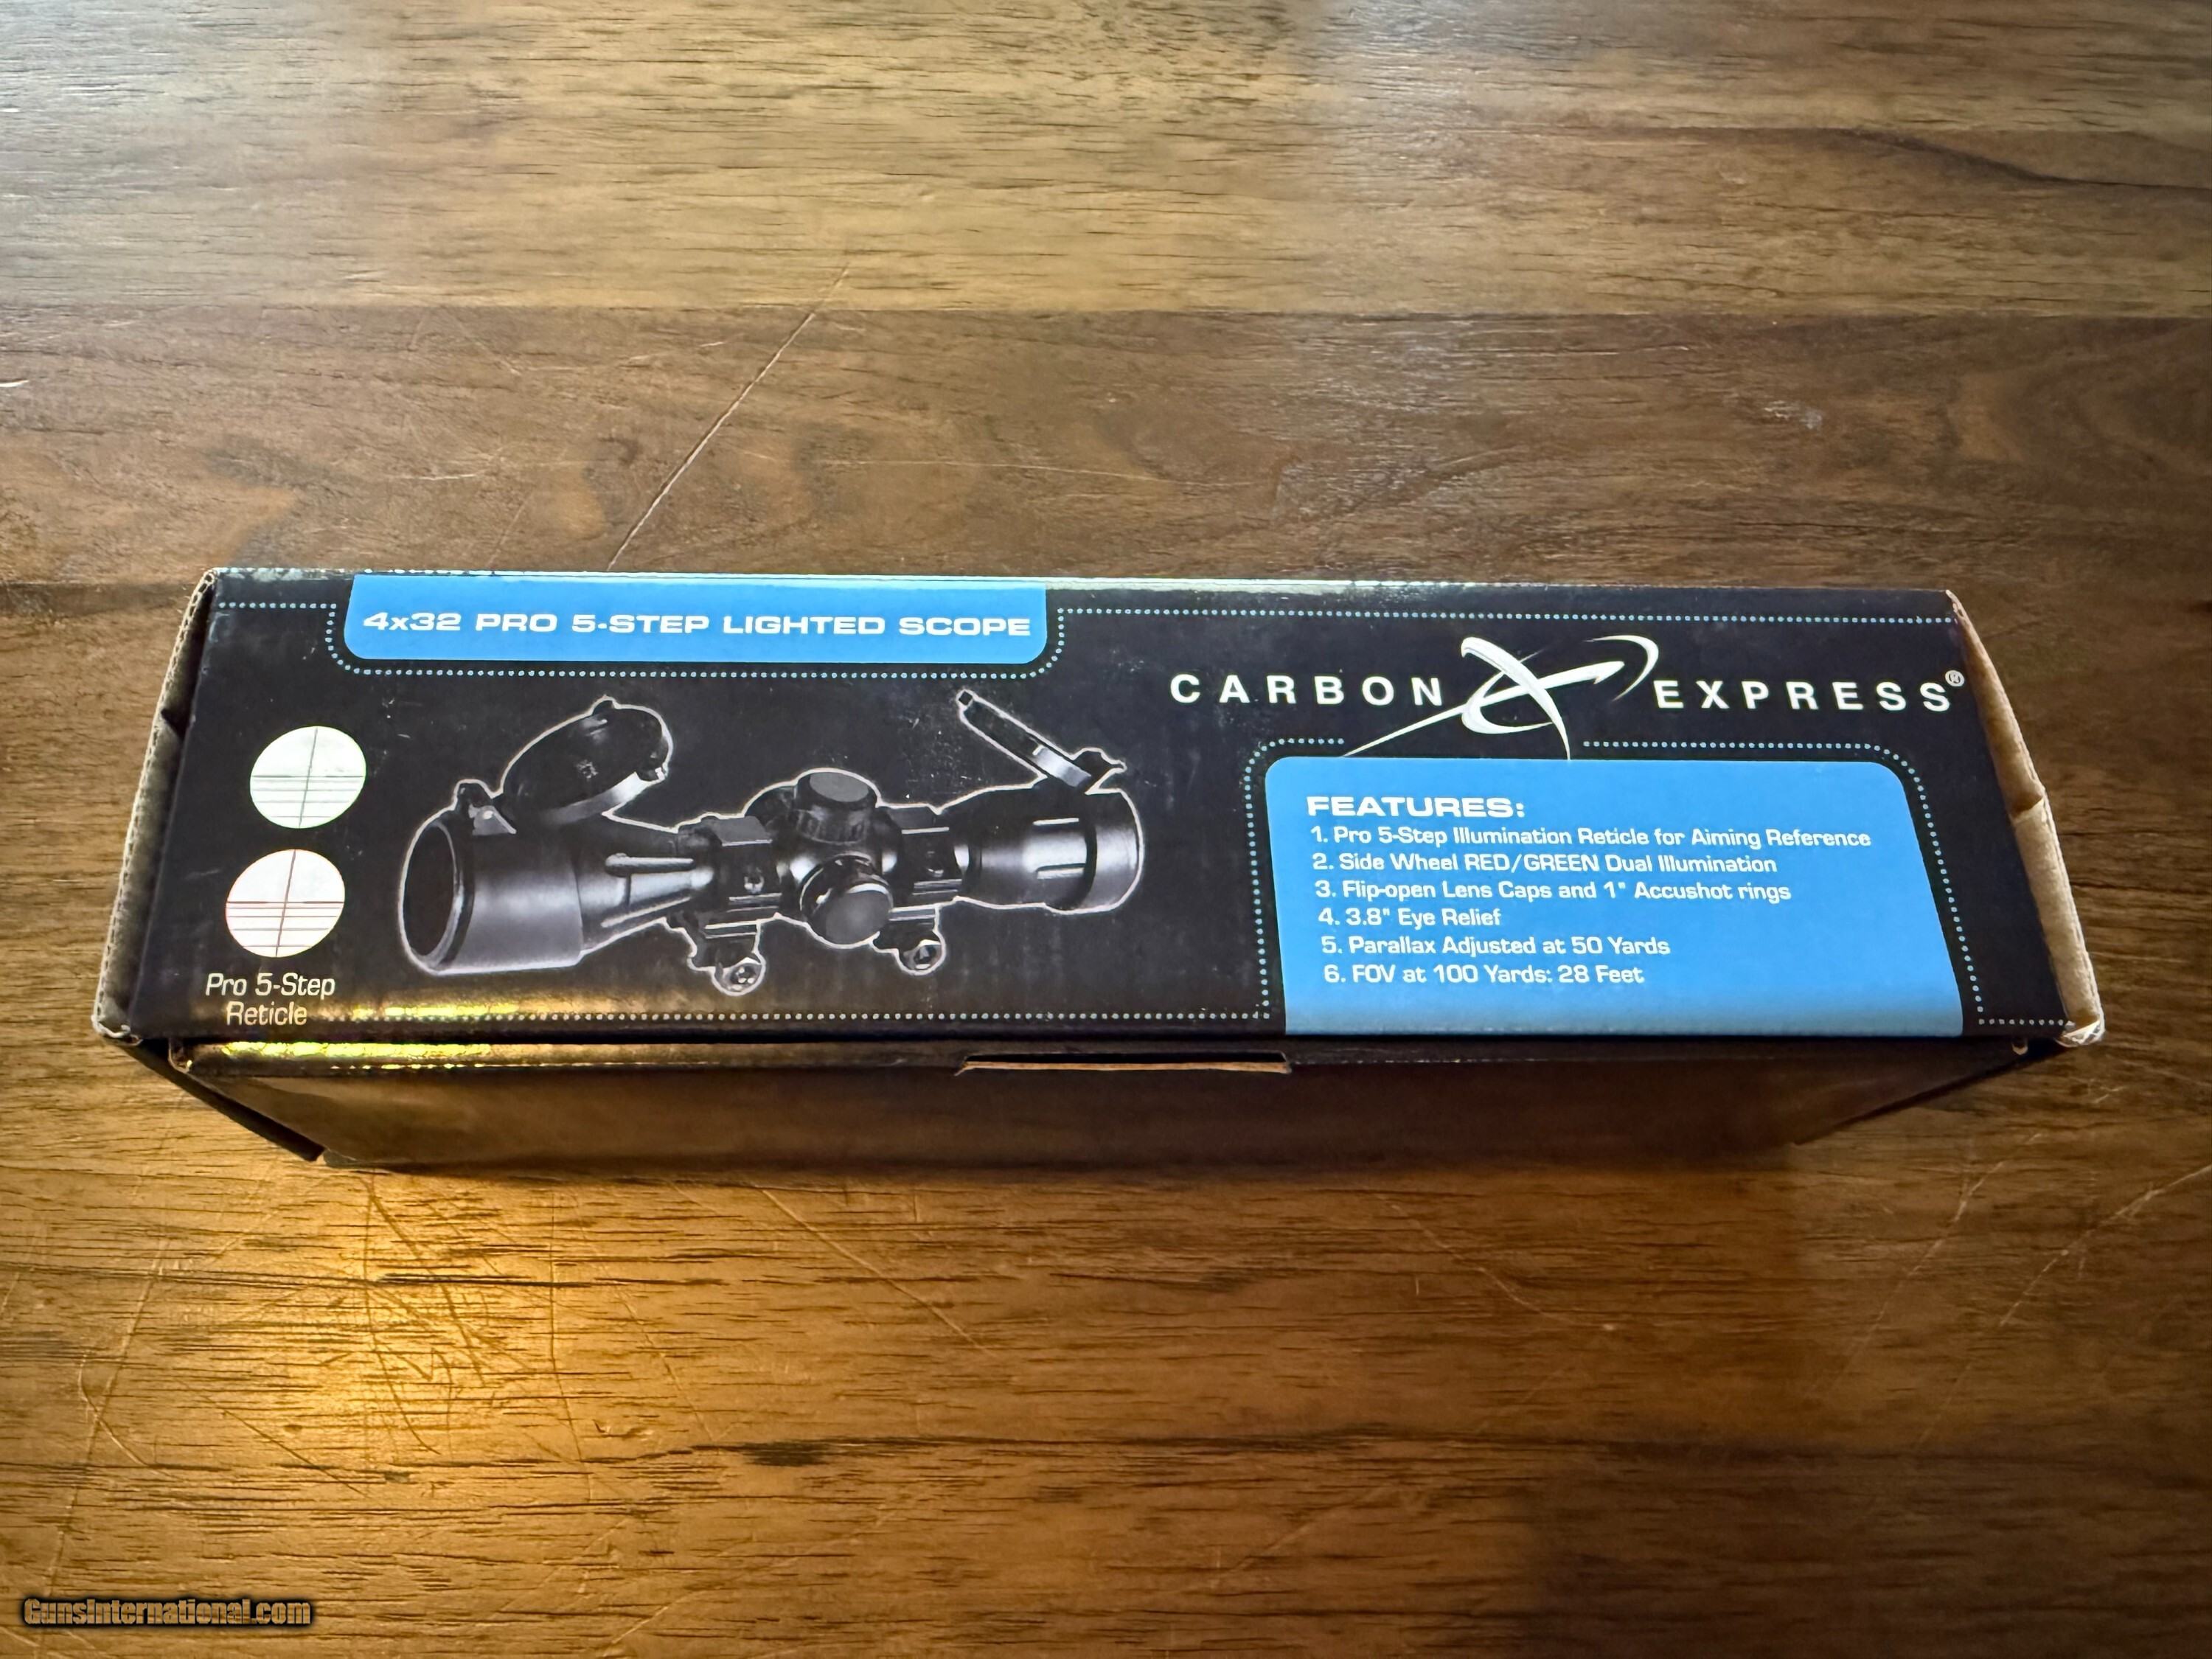 4x32 PRO 5-STEP LIGHTED SCOPE
CARBON EXPRESS®
Pro 5-Step
Reticle
FEATURES:
1. Pro 5-Step Illumination Reticle for Aiming Reference
2. Side Wheel RED/GREEN Dual Illumination
3. Flip-open Lens Caps and 1" Accushot rings
4. 3.8" Eye Relief
5. Parallax Adjusted at 50 Yards
6. FOV at 100 Yards: 28 Feet
GunsInternational.com